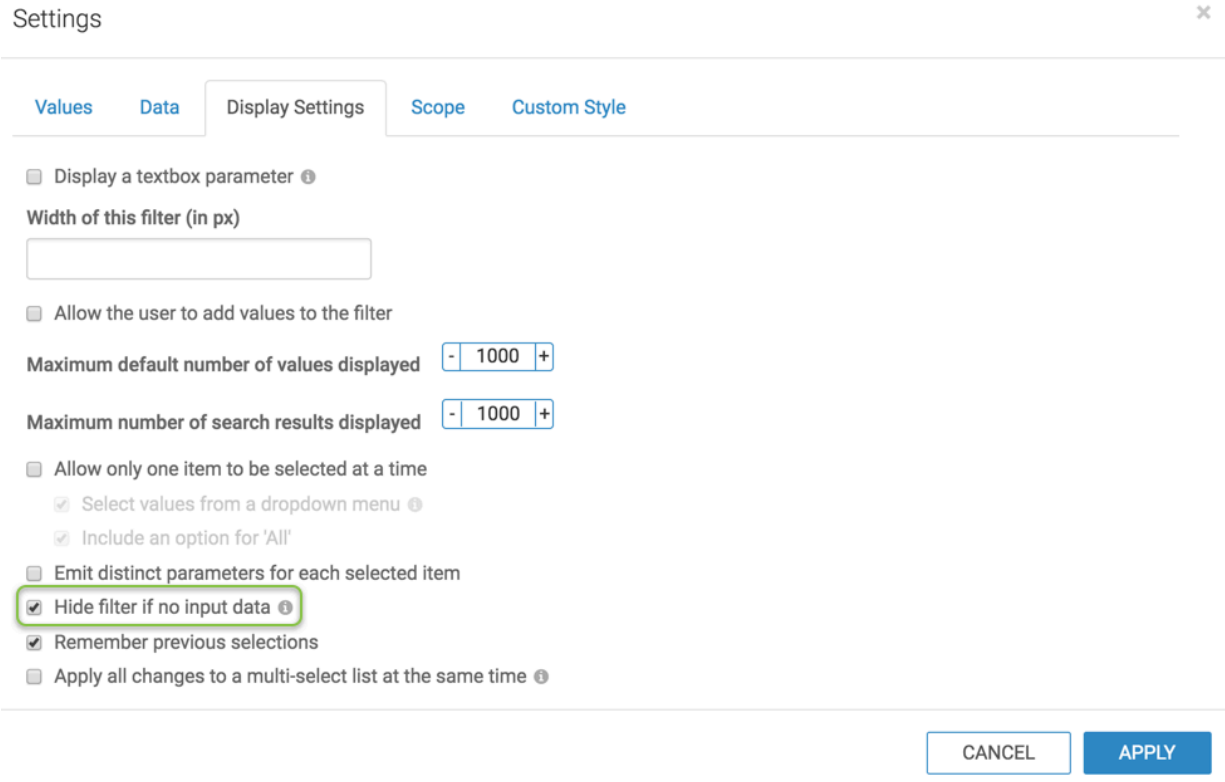 Settings
×
Values Data Display Settings Scope Custom Style
Display a textbox parameter
Width of this filter (in px)
Allow the user to add values to the filter
Maximum default number of values displayed - 1000 +
Maximum number of search results displayed - 1000 +
Allow only one item to be selected at a time
Select values from a dropdown menu
Include an option for 'All'
Emit distinct parameters for each selected item
Hide filter if no input data
Remember previous selections
Apply all changes to a multi-select list at the same time
CANCEL APPLY